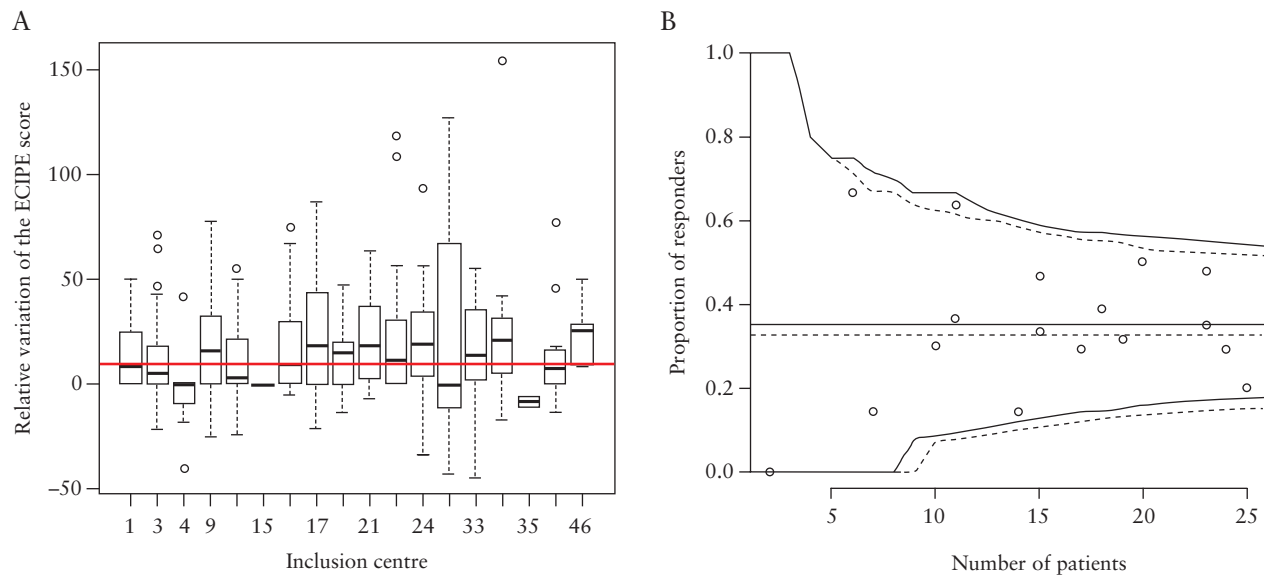 A
Relative variation of the ECIPE score
150
100
50
0
–50
1 3 4 9 15 17 21 24 33 35 46
Inclusion centre
B
Proportion of responders
1.0
0.8
0.6
0.4
0.2
0.0
5 10 15 20 25
Number of patients